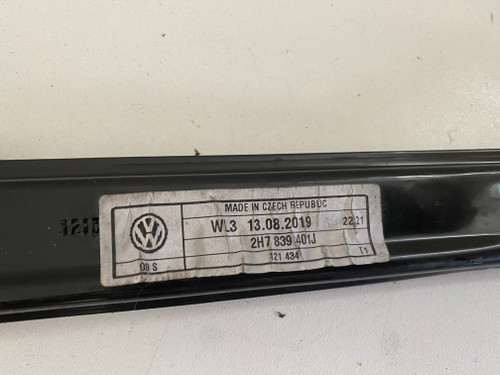 MADE IN CZECH REPUBLIC
WL3 13.08.2019 22:21
2H7 839 401J
121 434 T1
08 S